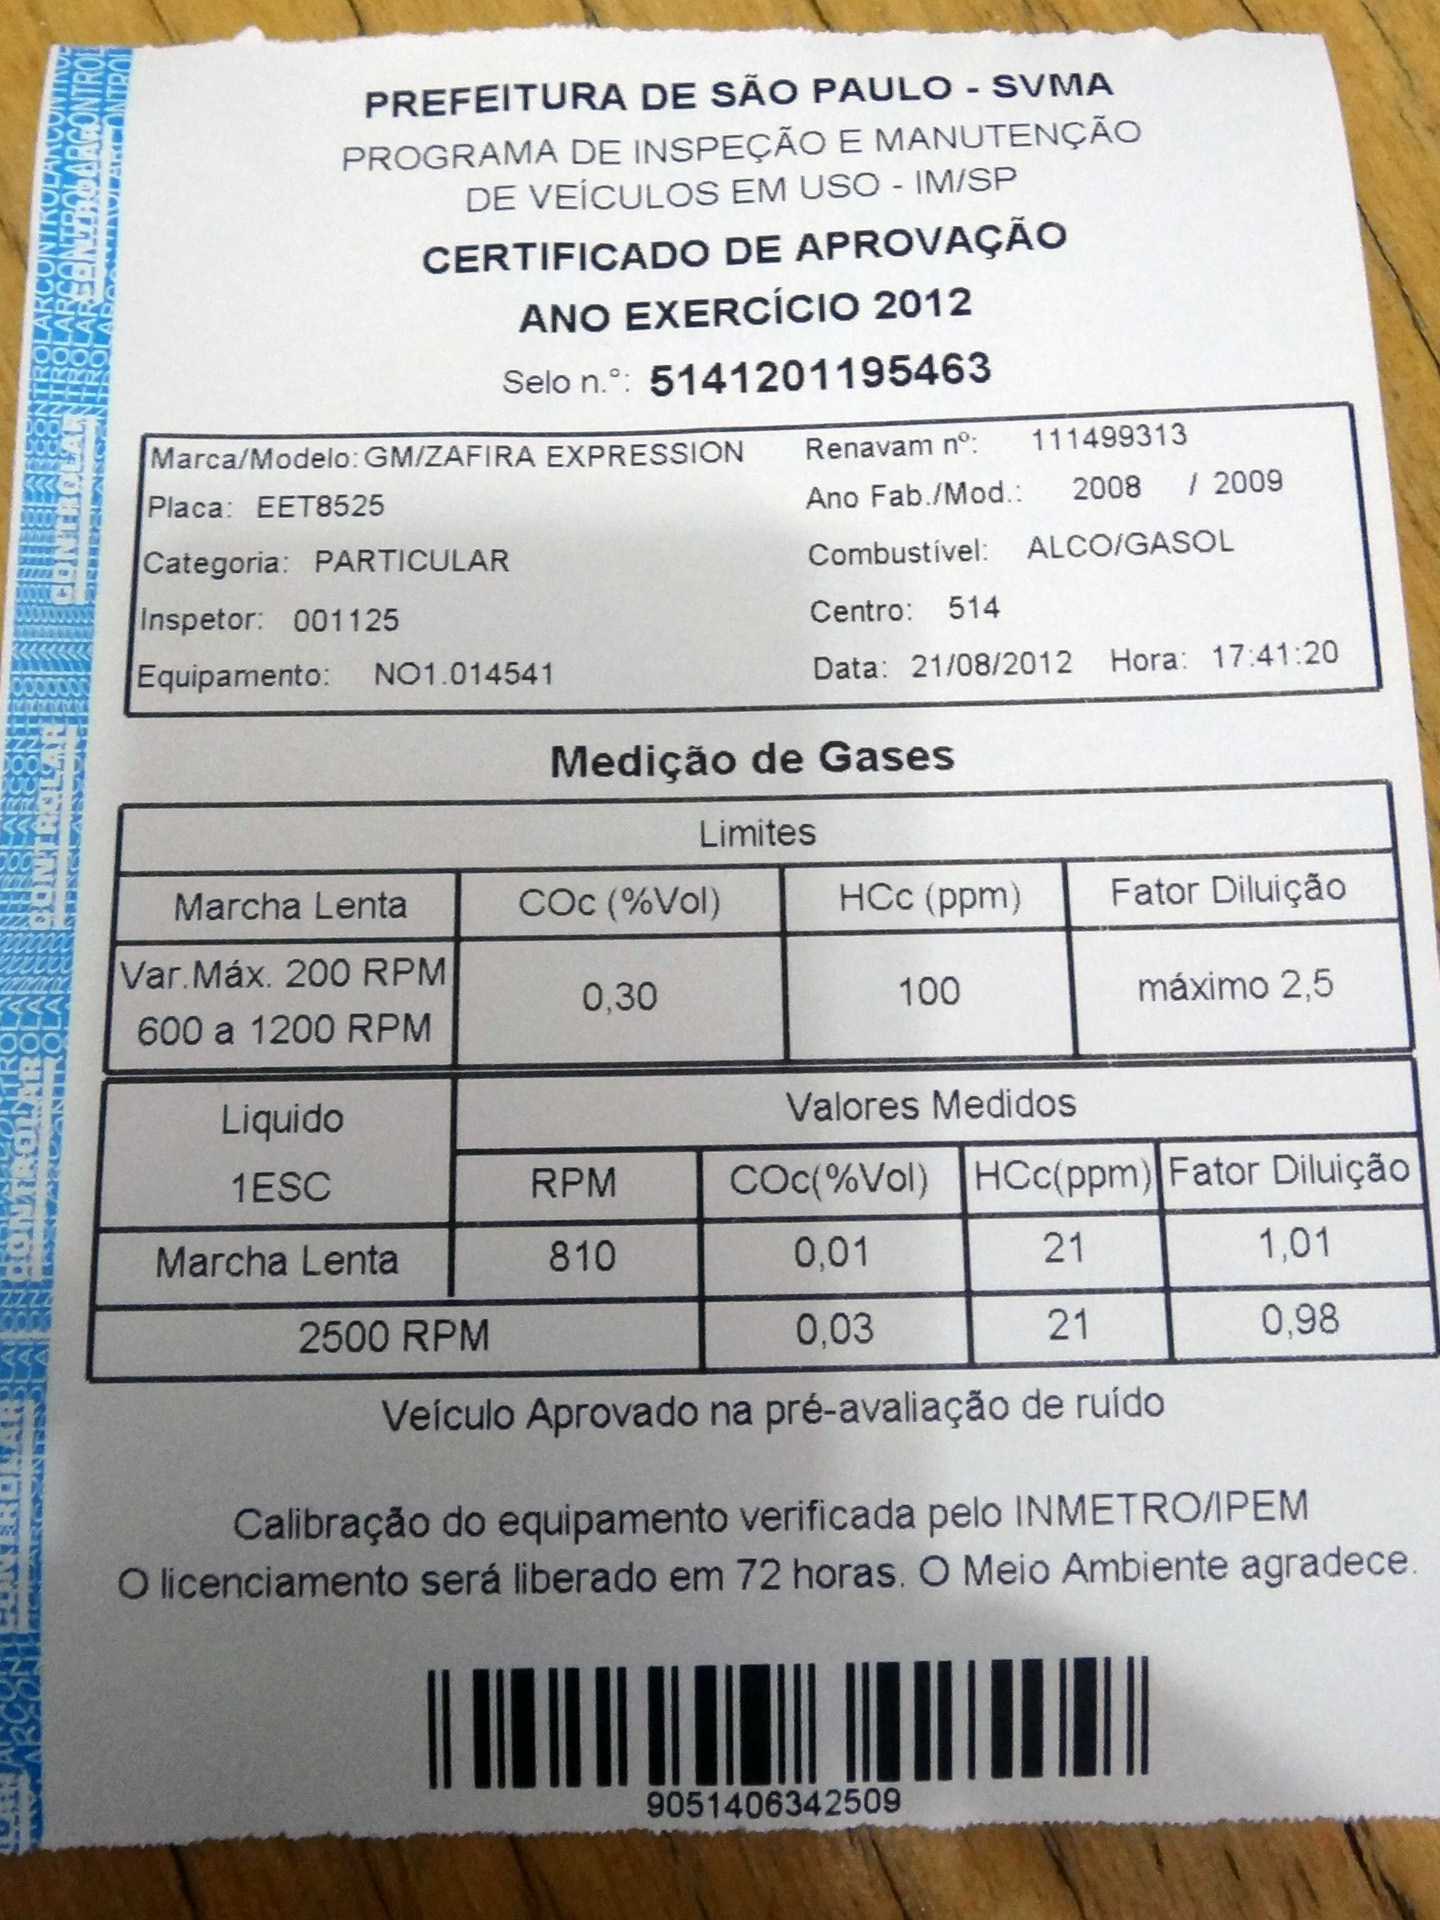 PREFEITURA DE SÃO PAULO - SVMA
PROGRAMA DE INSPEÇÃO E MANUTENÇÃO
DE VEÍCULOS EM USO - IM/SP
CERTIFICADO DE APROVAÇÃO
ANO EXERCÍCIO 2012
Selo n.°: 5141201195463
Marca/Modelo: GM/ZAFIRA EXPRESSION Renavam nº: 111499313
Placa: EET8525 Ano Fab./Mod.: 2008 / 2009
Categoria: PARTICULAR Combustível: ALCO/GASOL
Inspetor: 001125 Centro: 514
Equipamento: NO1.014541 Data: 21/08/2012 Hora: 17:41:20
Medição de Gases
Limites
Marcha Lenta COc (%Vol) HCc (ppm) Fator Diluição
Var.Máx. 200 RPM
600 a 1200 RPM 0,30 100 máximo 2,5
Liquido Valores Medidos
1ESC RPM COc(%Vol) HCc(ppm) Fator Diluição
Marcha Lenta 810 0,01 21 1,01
2500 RPM 0,03 21 0,98
Veículo Aprovado na pré-avaliação de ruído
Calibração do equipamento verificada pelo INMETRO/IPEM
O licenciamento será liberado em 72 horas. O Meio Ambiente agradece.
9051406342509
CONTROLAR
CONTROLAR
CONTROLAR
CONTROLAR